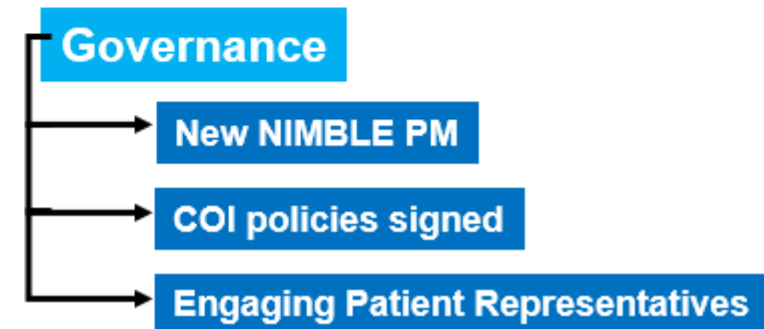 Governance
New NIMBLE PM
COI policies signed
Engaging Patient Representatives